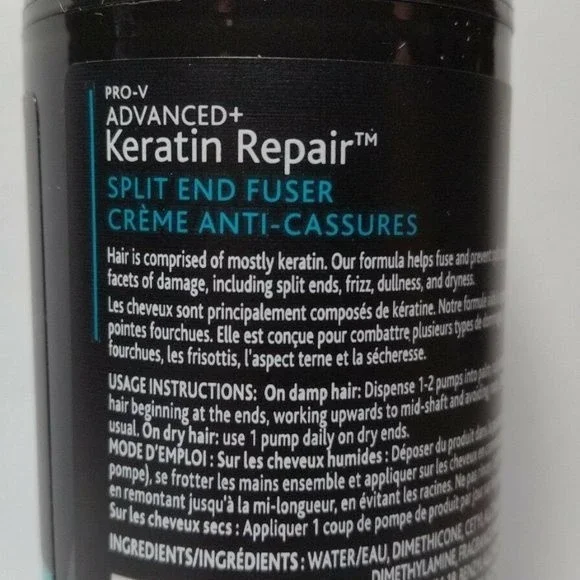 PRO-V
ADVANCED+
Keratin Repair™
SPLIT END FUSER
CRÈME ANTI-CASSURES
Hair is comprised of mostly keratin. Our formula helps fuse and prevent
facets of damage, including split ends, frizz, dullness, and dryness.
Les cheveux sont principalement composés de kératine. Notre formule
pointes fourchues. Elle est conçue pour combattre plusieurs types de
fourchues, les frisottis, l'aspect terne et la sécheresse.
USAGE INSTRUCTIONS: On damp hair: Dispense 1-2 pumps into
hair beginning at the ends, working upwards to mid-shaft and avoiding
usual. On dry hair: use 1 pump daily on dry ends.
MODE D'EMPLOI : Sur les cheveux humides : Déposer du produit dans
pompe), se frotter les mains ensemble et appliquer sur les cheveux en
en remontant jusqu'à la mi-longueur, en évitant les racines. Ne pas
Sur les cheveux secs : Appliquer 1 coup de pompe de produit par jour
INGREDIENTS/INGRÉDIENTS: WATER/EAU, DIMETHICONE,
DIMETHYLAMINE,